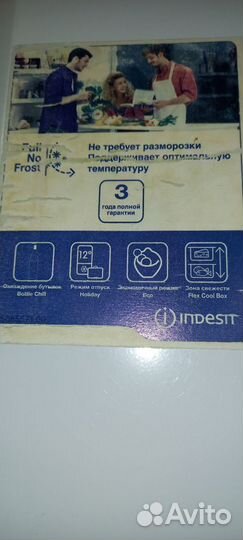 Full
No
Frost
Не требует разморозки
Поддерживает оптимальную
температуру
3
года полной
гарантии
12°
Охлаждение бутылок
Bottle Chill
Режим отпуск
Holiday
Экономичный режим
Eco
Зона свежести
Flex Cool Box
indesit
Avito